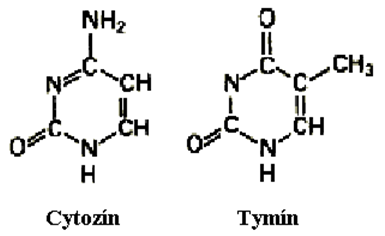 NH₂
C
N CH
C CH
O N
H
Cytozín
O
C CH₃
N C
C CH
O N
H
Tymín